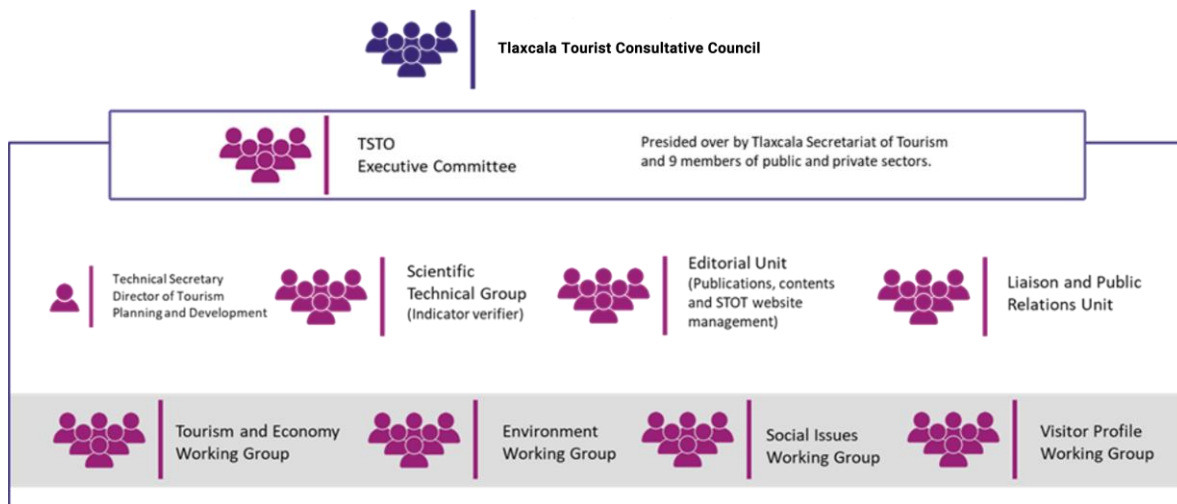 Tlaxcala Tourist Consultative Council
TSTO
Executive Committee
Presided over by Tlaxcala Secretariat of Tourism
and 9 members of public and private sectors.
Technical Secretary
Director of Tourism
Planning and Development
Scientific
Technical Group
(Indicator verifier)
Editorial Unit
(Publications, contents
and STOT website
management)
Liaison and Public
Relations Unit
Tourism and Economy
Working Group
Environment
Working Group
Social Issues
Working Group
Visitor Profile
Working Group